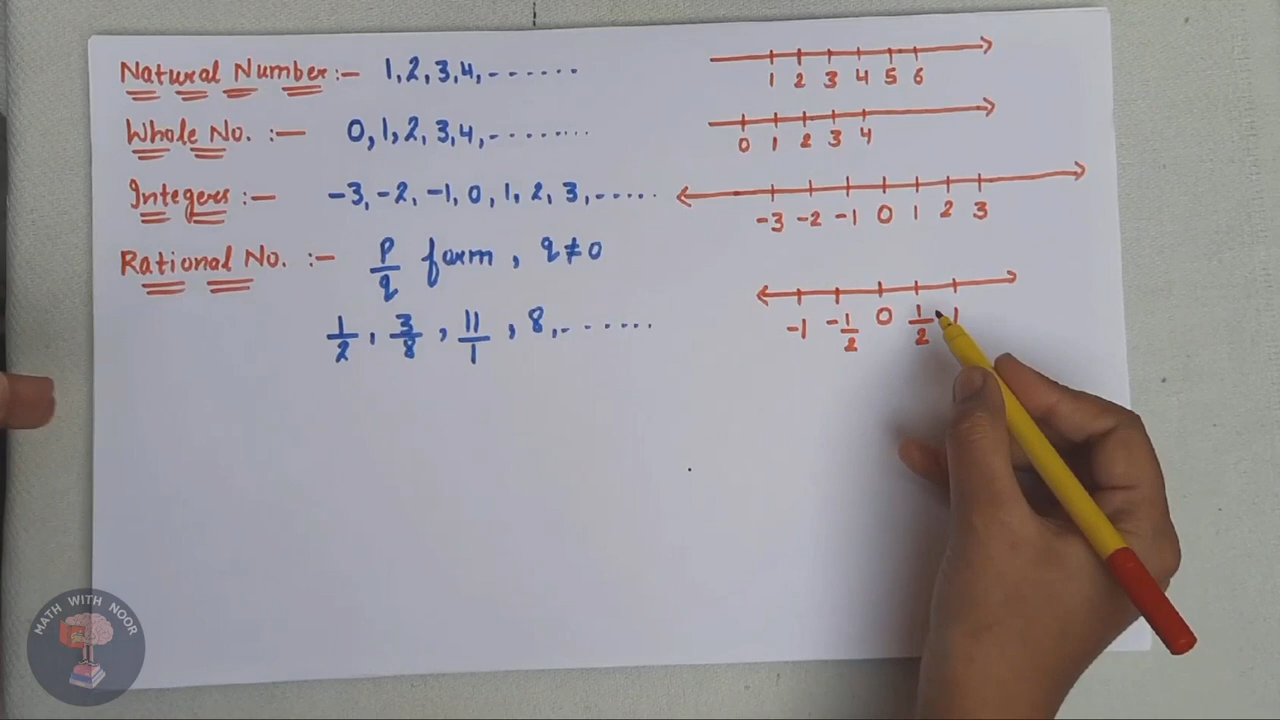 Natural Number:- 1,2,3,4,-......
1 2 3 4 5 6
Whole No. :- 0,1,2,3,4,-........
0 1 2 3 4
Integers :- -3,-2,-1,0,1,2,3,-.....
-3 -2 -1 0 1 2 3
Rational No. :- P/q form, q≠0
-1 -1/2 0 1/2 1
1/2, 3/8, 11/1, 8,-......
MATH WITH NOOR